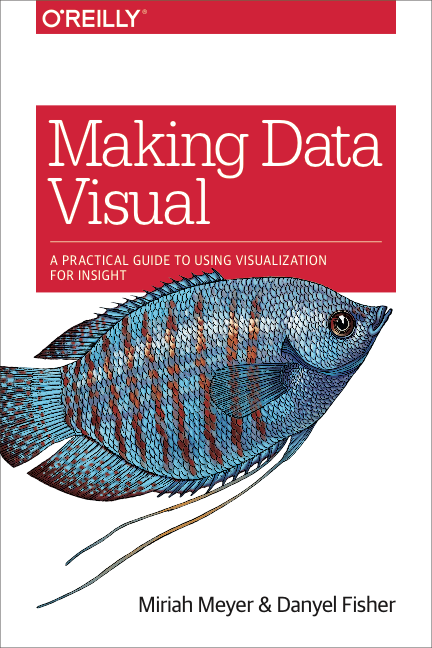 O'REILLY®
Making Data
Visual
A PRACTICAL GUIDE TO USING VISUALIZATION
FOR INSIGHT
Miriah Meyer & Danyel Fisher